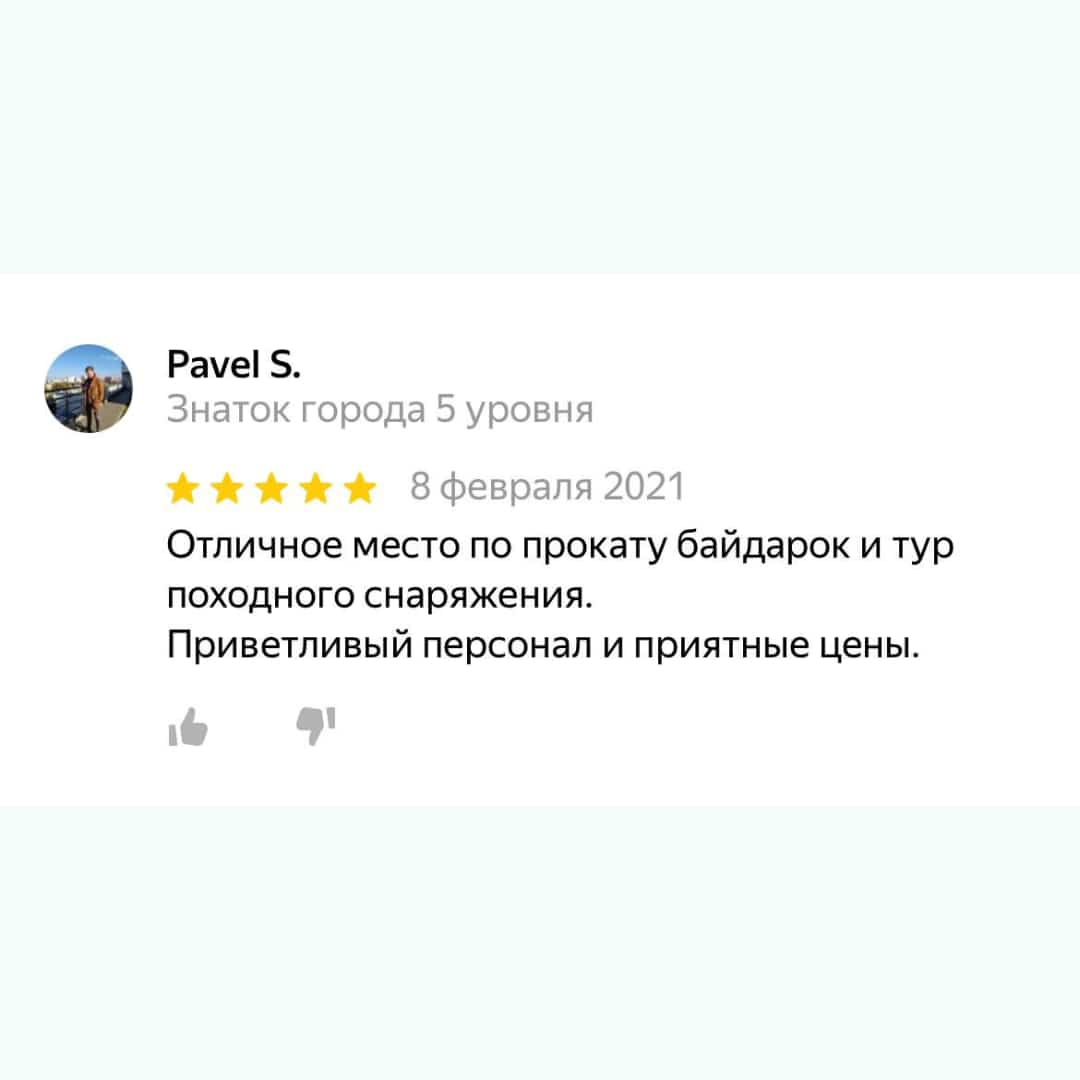 Pavel S.
Знаток города 5 уровня
8 февраля 2021
Отличное место по прокату байдарок и тур
походного снаряжения.
Приветливый персонал и приятные цены.